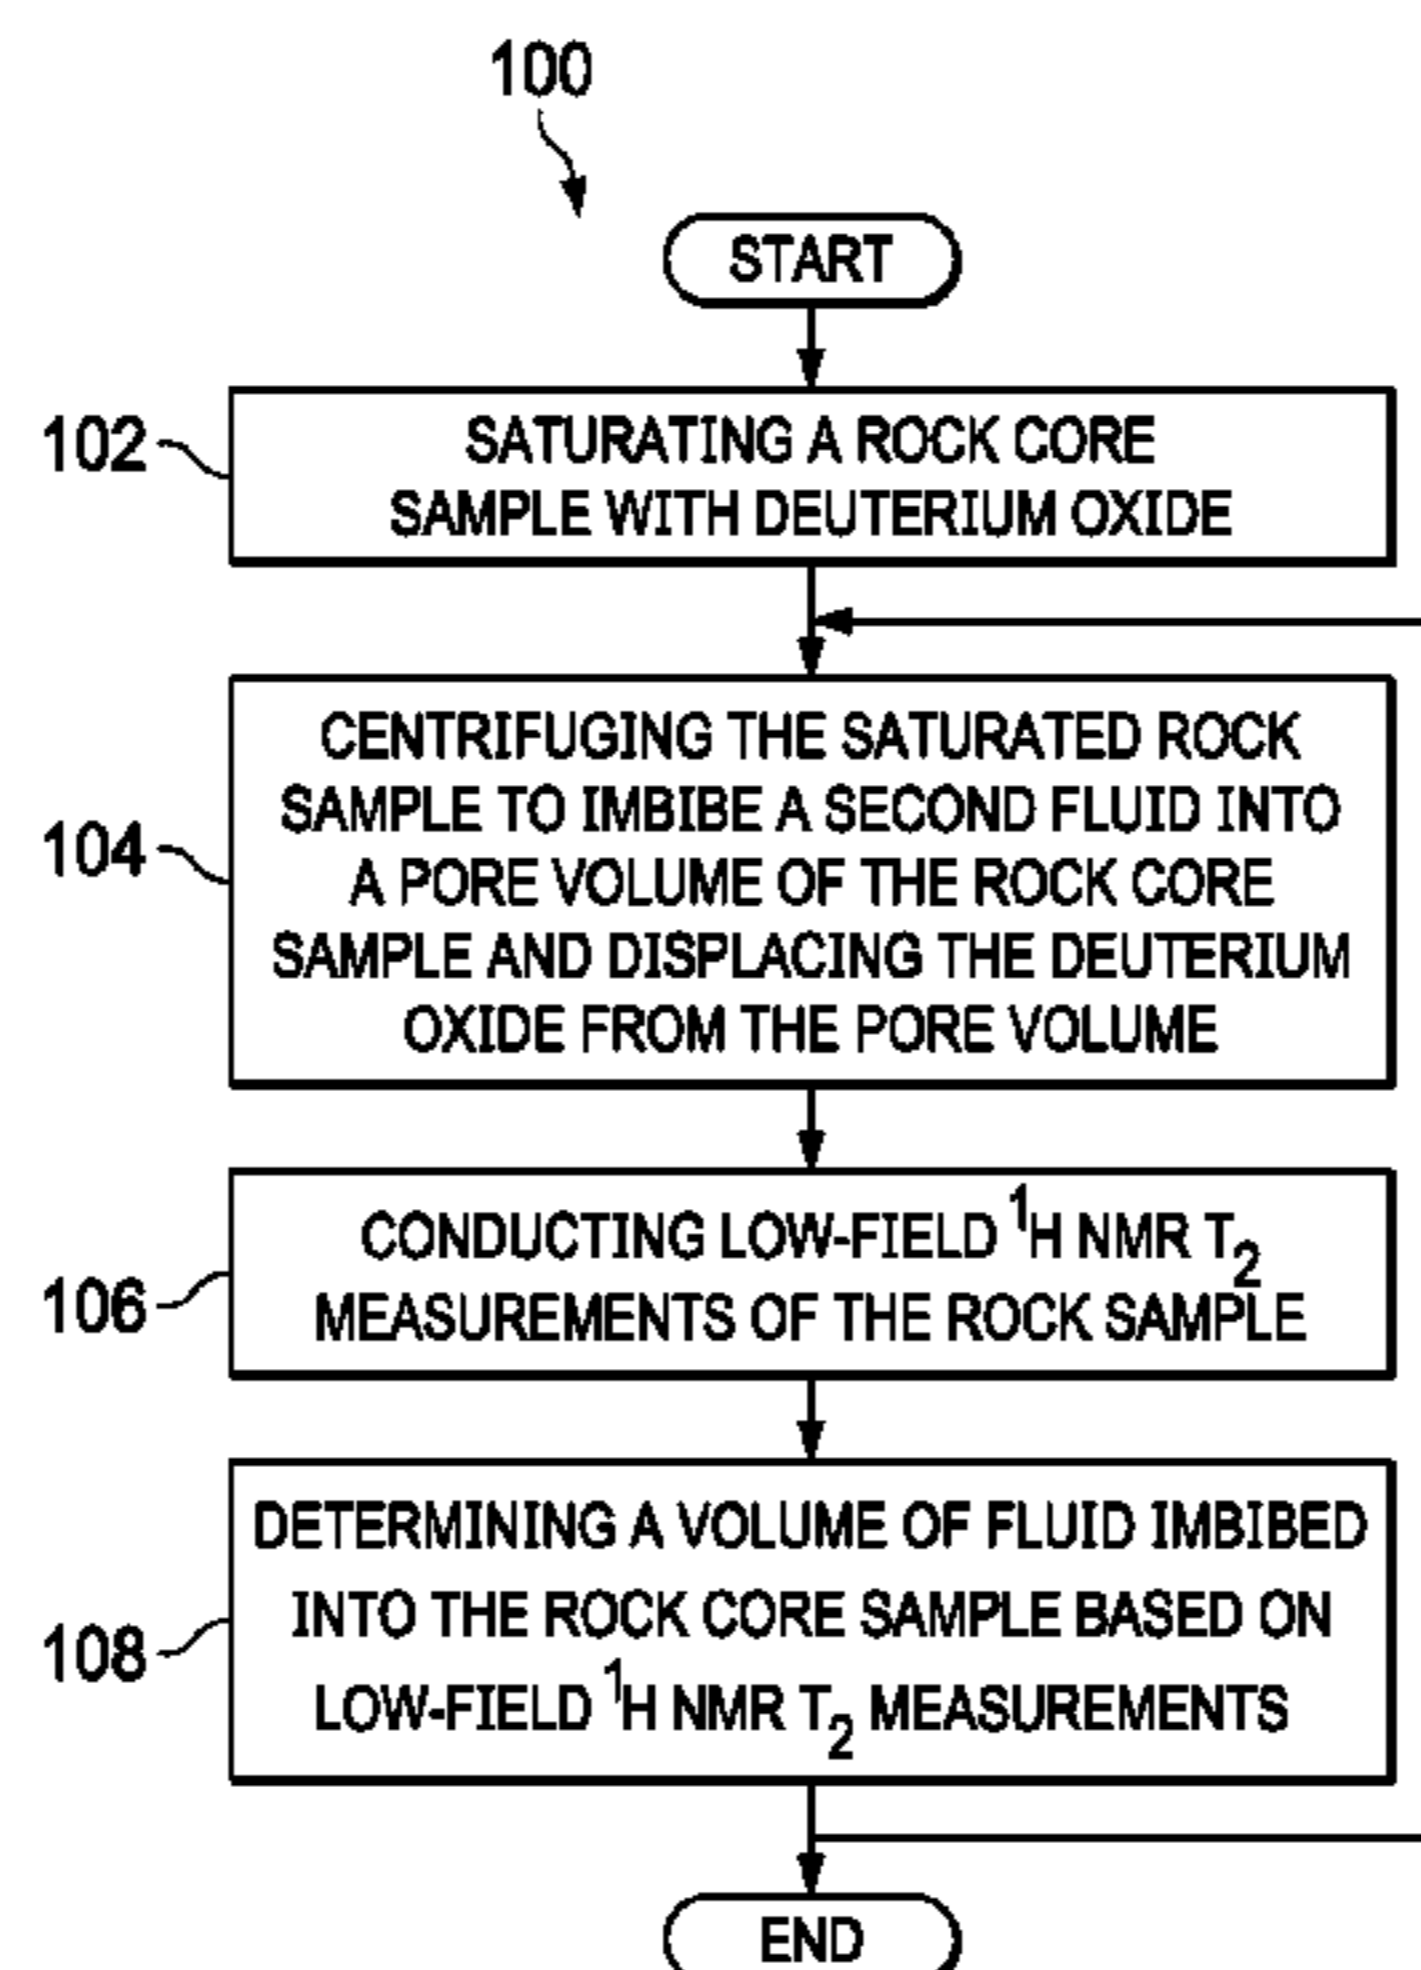 100
START
102
SATURATING A ROCK CORE
SAMPLE WITH DEUTERIUM OXIDE
104
CENTRIFUGING THE SATURATED ROCK
SAMPLE TO IMBIBE A SECOND FLUID INTO
A PORE VOLUME OF THE ROCK CORE
SAMPLE AND DISPLACING THE DEUTERIUM
OXIDE FROM THE PORE VOLUME
106
CONDUCTING LOW-FIELD ¹H NMR T₂
MEASUREMENTS OF THE ROCK SAMPLE
108
DETERMINING A VOLUME OF FLUID IMBIBED
INTO THE ROCK CORE SAMPLE BASED ON
LOW-FIELD ¹H NMR T₂ MEASUREMENTS
END